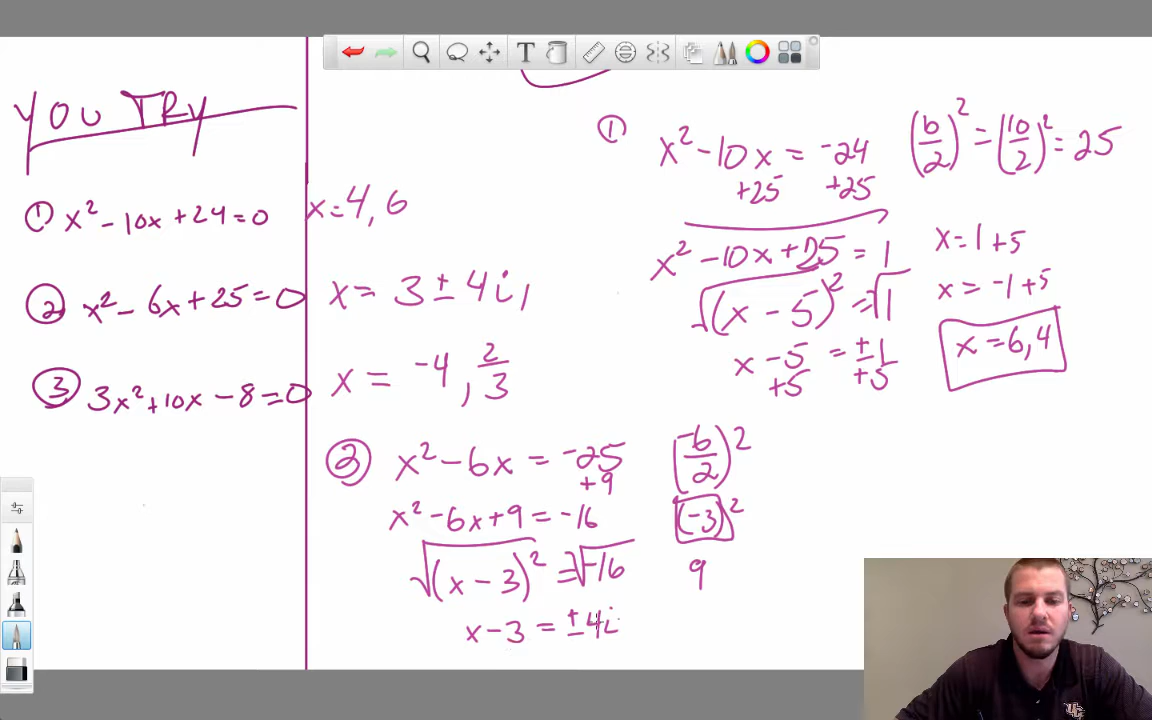 YOU TRY
① x² - 10x + 24 = 0
x = 4, 6
② x² - 6x + 25 = 0
x = 3 ± 4i,
③ 3x² + 10x - 8 = 0
x = -4, 2/3
①
x² - 10x = -24
+25 +25
(b/2)² = (10/2)² = 25
x² - 10x + 25 = 1
√(x - 5)² = √1
x - 5 = ±1
+5 +5
x = 1 + 5
x = -1 + 5
x = 6, 4
② x² - 6x = -25
+9
x² - 6x + 9 = -16
√(x - 3)² = √-16
x - 3 = ±4i
(-6/2)²
(-3)²
9
T
UC